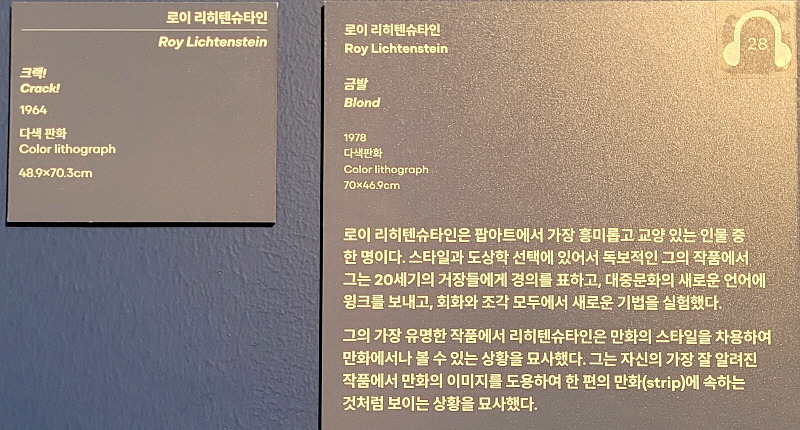 로이 리히텐슈타인
Roy Lichtenstein
크랙!
Crack!
1964
다색 판화
Color lithograph
48.9×70.3cm
로이 리히텐슈타인
Roy Lichtenstein
금발
Blond
1978
다색판화
Color lithograph
70×46.9cm
28
로이 리히텐슈타인은 팝아트에서 가장 흥미롭고 교양 있는 인물 중
한 명이다. 스타일과 도상학 선택에 있어서 독보적인 그의 작품에서
그는 20세기의 거장들에게 경의를 표하고, 대중문화의 새로운 언어에
윙크를 보내고, 회화와 조각 모두에서 새로운 기법을 실험했다.
그의 가장 유명한 작품에서 리히텐슈타인은 만화의 스타일을 차용하여
만화에서나 볼 수 있는 상황을 묘사했다. 그는 자신의 가장 잘 알려진
작품에서 만화의 이미지를 도용하여 한 편의 만화(strip)에 속하는
것처럼 보이는 상황을 묘사했다.